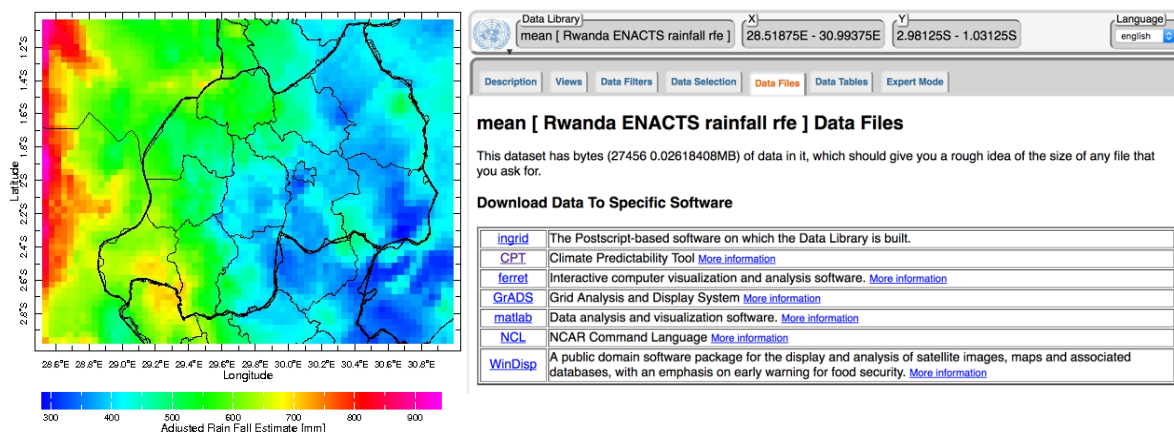 1.2°S
1.4°S
1.6°S
1.8°S
2°S
2.2°S
2.4°S
2.6°S
2.8°S
Latitude
28.6°E 28.8°E 29°E 29.2°E 29.4°E 29.6°E 29.8°E 30.0°E 30.2°E 30.4°E 30.6°E 30.8°E
Longitude
300 400 500 600 700 800 900
Adjusted Rain Fall Estimate [mm]
Data Library
mean [ Rwanda ENACTS rainfall rfe ]
X
28.51875E - 30.99375E
Y
2.98125S - 1.03125S
Language
english
Description Views Data Filters Data Selection Data Files Data Tables Expert Mode
mean [ Rwanda ENACTS rainfall rfe ] Data Files
This dataset has bytes (27456 0.02618408MB) of data in it, which should give you a rough idea of the size of any file that
you ask for.
Download Data To Specific Software
ingrid The Postscript-based software on which the Data Library is built.
CPT Climate Predictability Tool More information
ferret Interactive computer visualization and analysis software. More information
GrADS Grid Analysis and Display System More information
matlab Data analysis and visualization software. More information
NCL NCAR Command Language More information
WinDisp A public domain software package for the display and analysis of satellite images, maps and associated
databases, with an emphasis on early warning for food security. More information